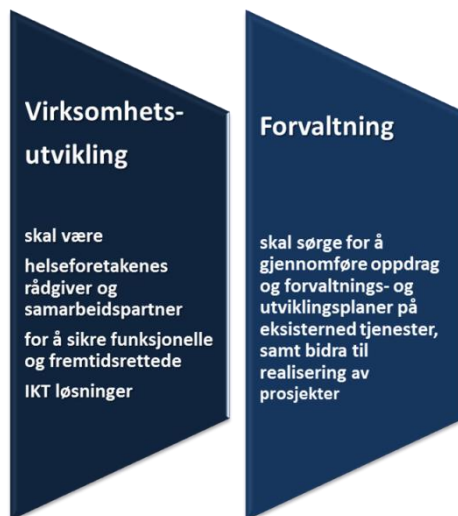 Virksomhets-
utvikling
skal være
helseforetakenes
rådgiver og
samarbeidspartner
for å sikre funksjonelle
og fremtidsrettede
IKT løsninger
Forvaltning
skal sørge for å
gjennomføre oppdrag
og forvaltnings- og
utviklingsplaner på
eksisterned tjenester,
samt bidra til
realisering av
prosjekter